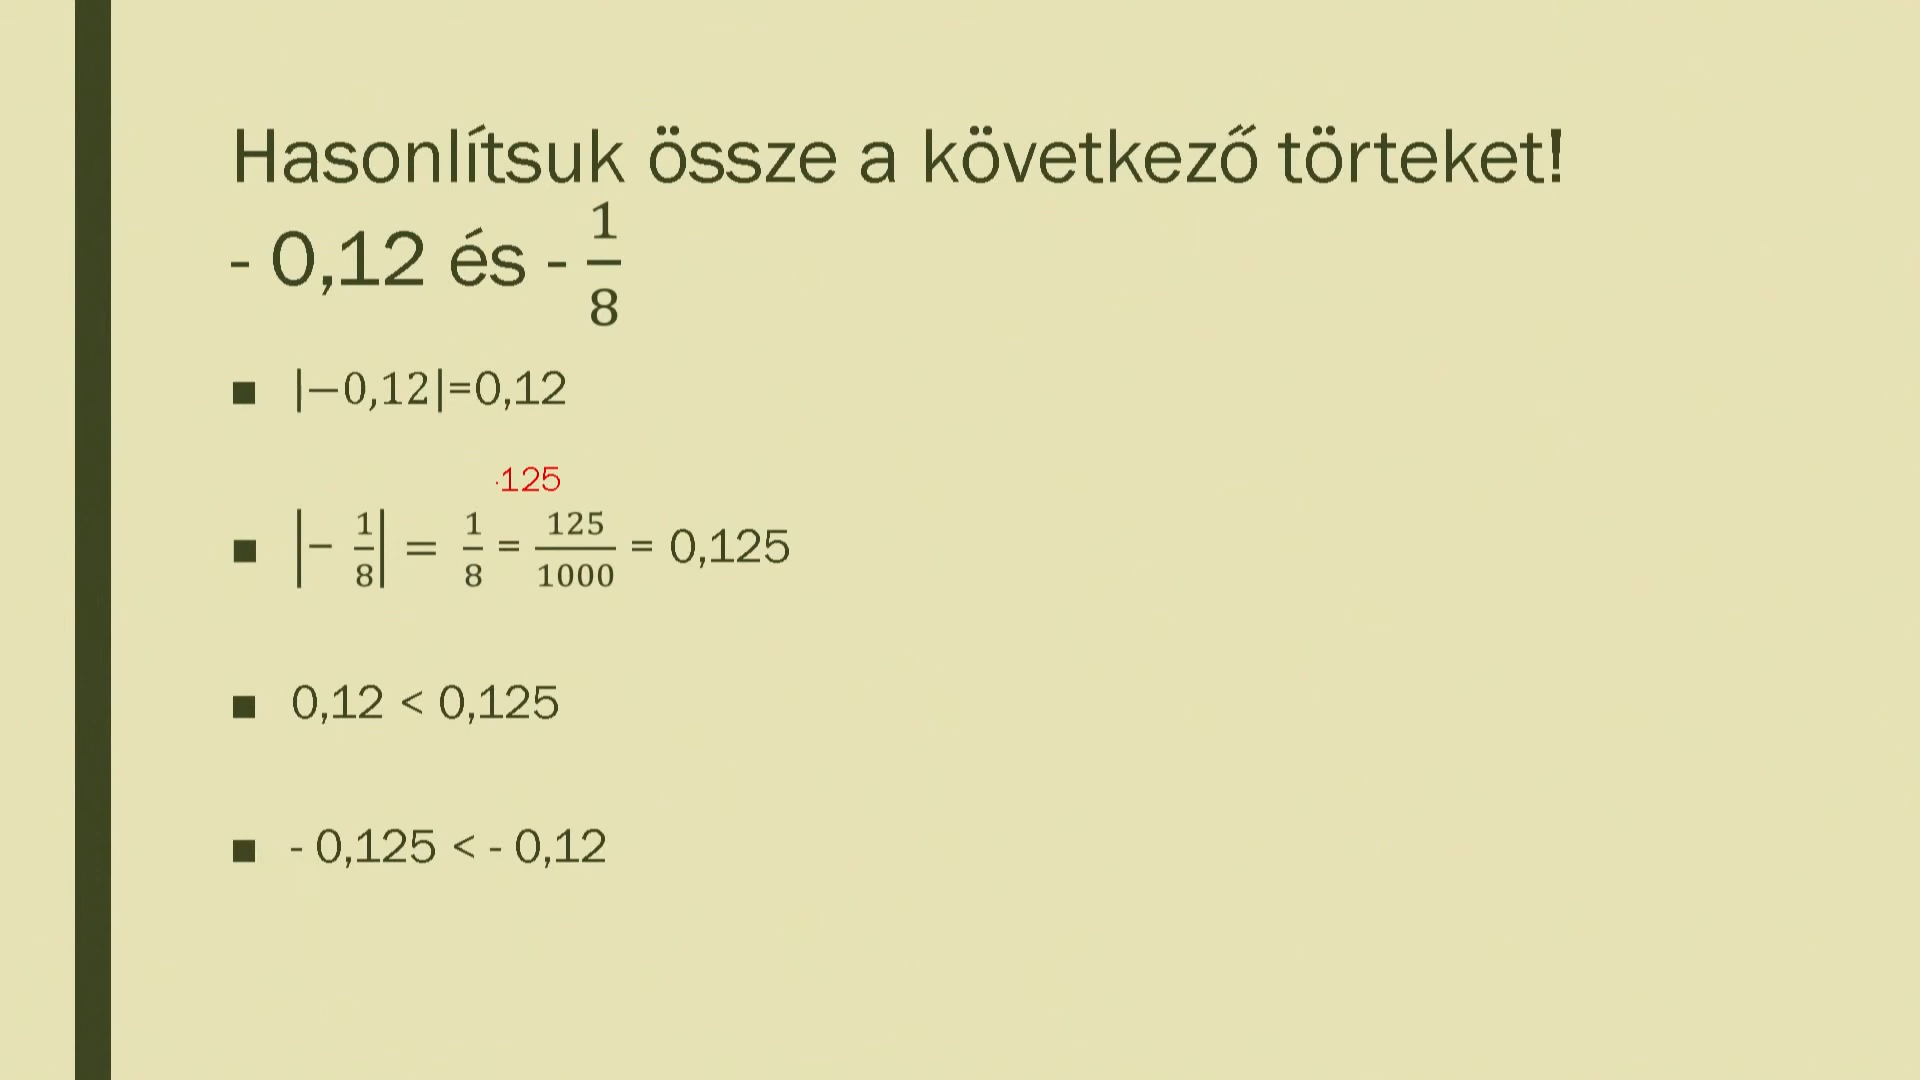 Hasonlítsuk össze a következő törteket!
- 0,12 és - 1/8
■ |−0,12|=0,12
·125
■ |− 1/8| = 1/8 = 125/1000 = 0,125
■ 0,12 < 0,125
■ - 0,125 < - 0,12